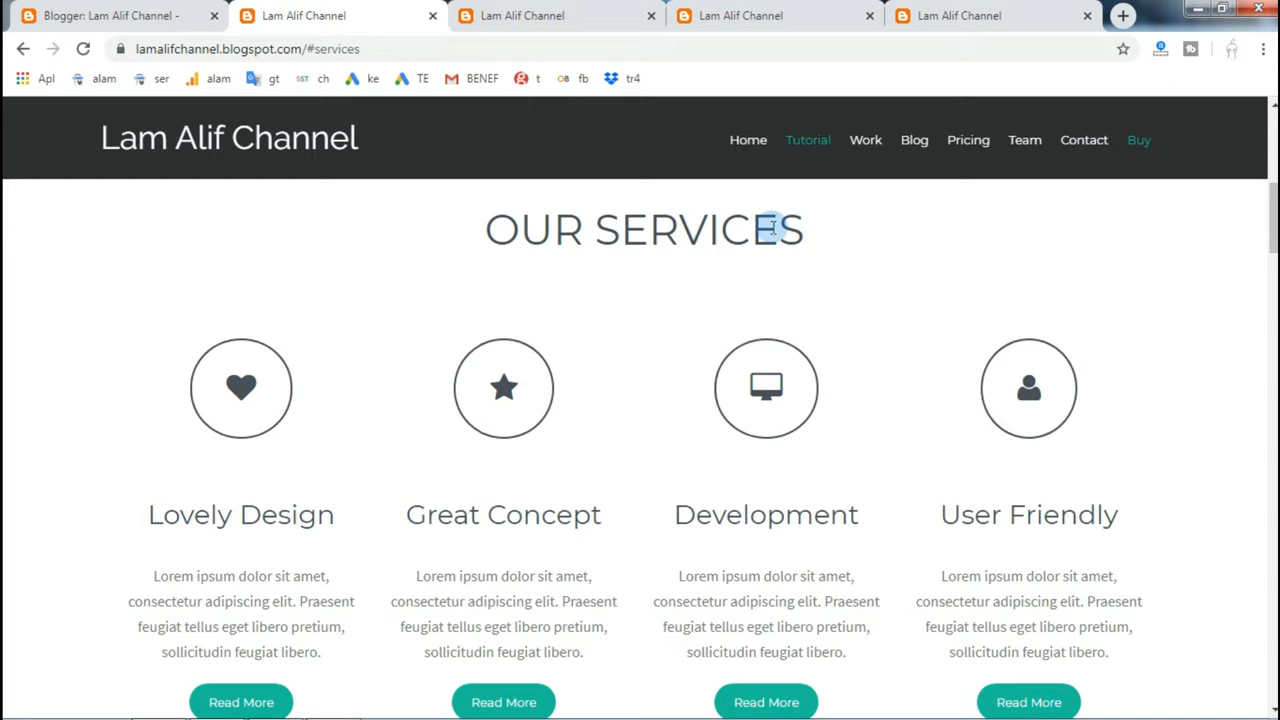 Blogger: Lam Alif Channel -
Lam Alif Channel
Lam Alif Channel
Lam Alif Channel
Lam Alif Channel
lamalifchannel.blogspot.com/#services
Apl alam ser alam gt SST ch ke TE BENEF t OB fb tr4
Lam Alif Channel
Home Tutorial Work Blog Pricing Team Contact Buy
OUR SERVICES
Lovely Design
Lorem ipsum dolor sit amet,
consectetur adipiscing elit. Praesent
feugiat tellus eget libero pretium,
sollicitudin feugiat libero.
Read More
Great Concept
Lorem ipsum dolor sit amet,
consectetur adipiscing elit. Praesent
feugiat tellus eget libero pretium,
sollicitudin feugiat libero.
Read More
Development
Lorem ipsum dolor sit amet,
consectetur adipiscing elit. Praesent
feugiat tellus eget libero pretium,
sollicitudin feugiat libero.
Read More
User Friendly
Lorem ipsum dolor sit amet,
consectetur adipiscing elit. Praesent
feugiat tellus eget libero pretium,
sollicitudin feugiat libero.
Read More